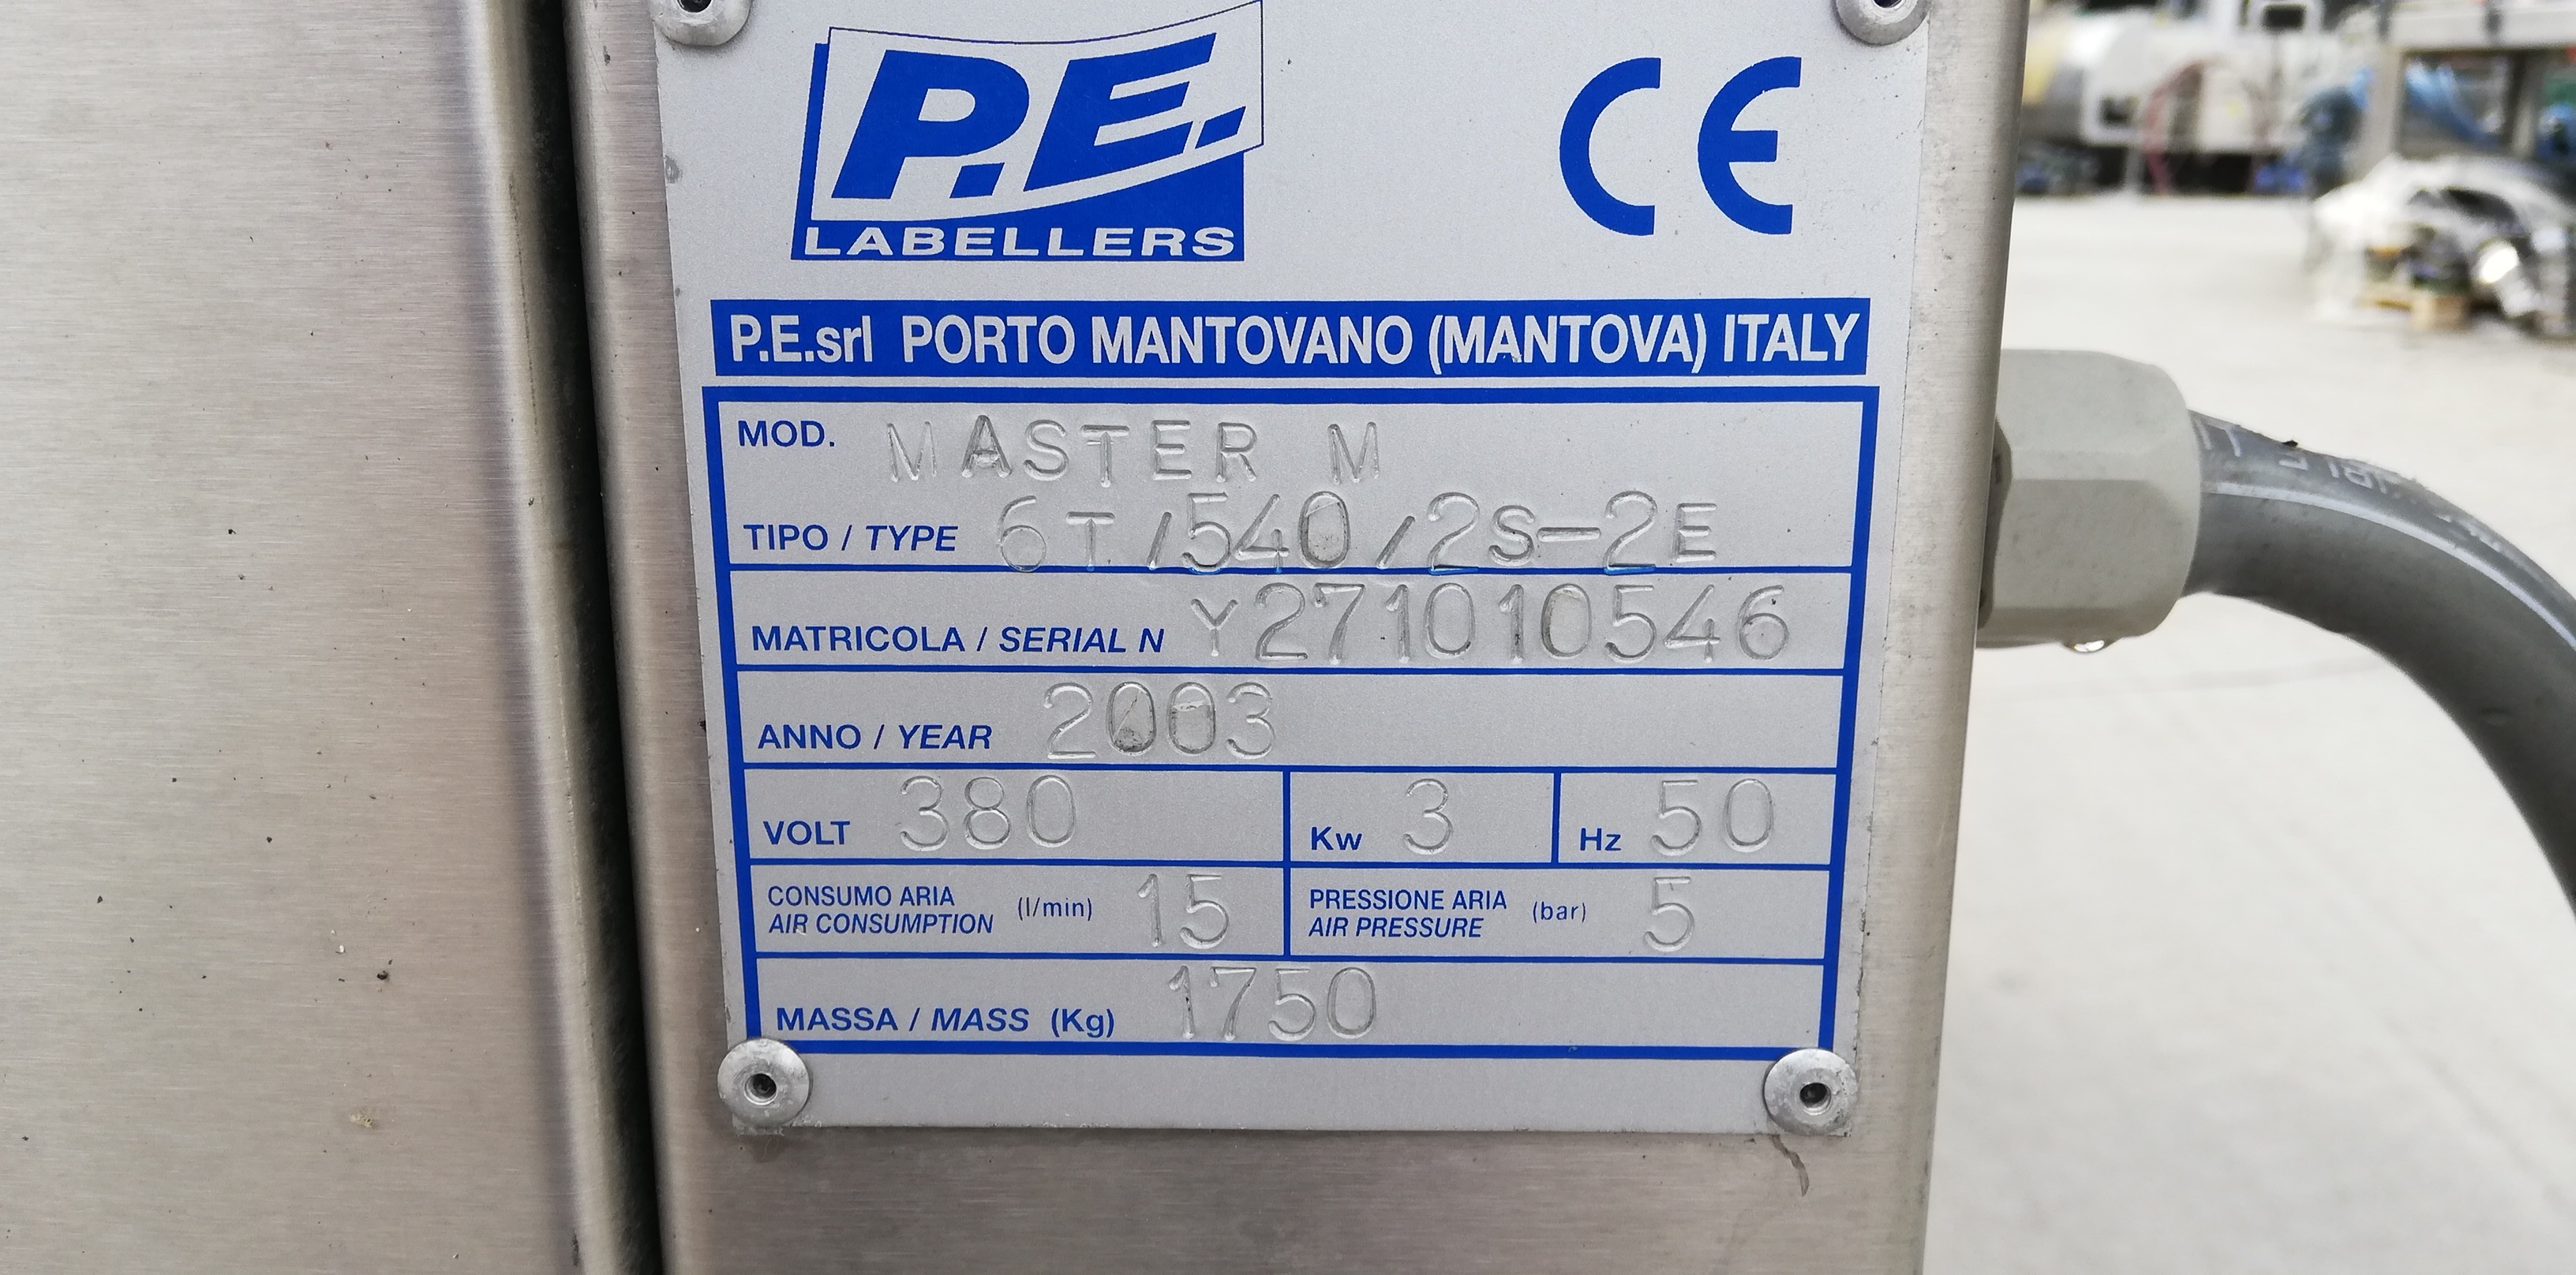 P.E.
LABELLERS
CE
P.E.srl PORTO MANTOVANO (MANTOVA) ITALY
MOD. MASTER M
TIPO / TYPE 6T/540/2S-2E
MATRICOLA / SERIAL N Y271010546
ANNO / YEAR 2003
VOLT 380 Kw 3 Hz 50
CONSUMO ARIA
AIR CONSUMPTION (l/min) 15
PRESSIONE ARIA
AIR PRESSURE (bar) 5
MASSA / MASS (Kg) 1750